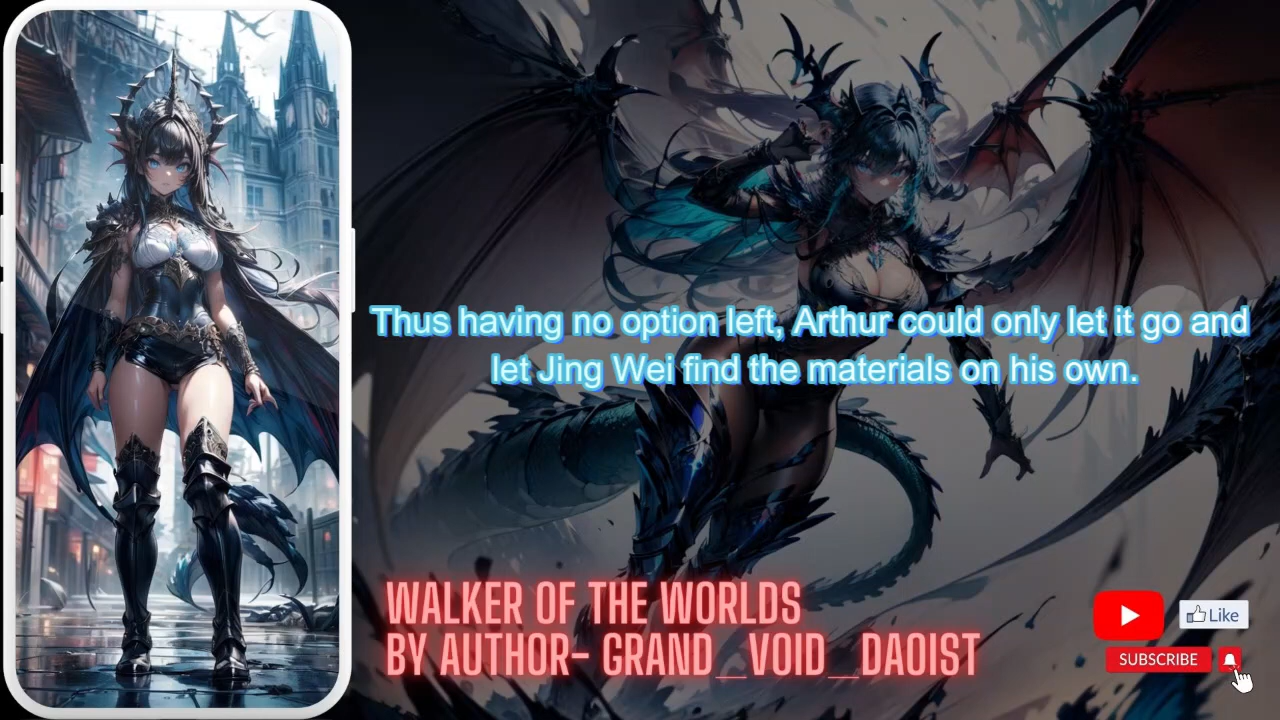 Thus having no option left, Arthur could only let it go and
let Jing Wei find the materials on his own.
WALKER OF THE WORLDS
BY AUTHOR- GRAND_VOID_DAOIST
Like
SUBSCRIBE